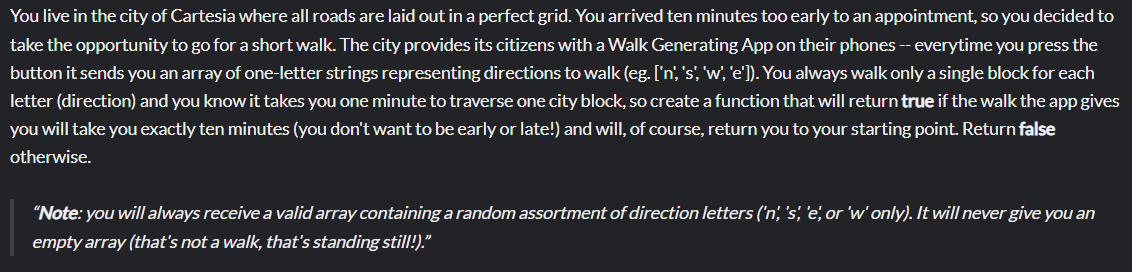 You live in the city of Cartesia where all roads are laid out in a perfect grid. You arrived ten minutes too early to an appointment, so you decided to
take the opportunity to go for a short walk. The city provides its citizens with a Walk Generating App on their phones -- everytime you press the
button it sends you an array of one-letter strings representing directions to walk (eg. ['n', 's', 'w', 'e']). You always walk only a single block for each
letter (direction) and you know it takes you one minute to traverse one city block, so create a function that will return true if the walk the app gives
you will take you exactly ten minutes (you don't want to be early or late!) and will, of course, return you to your starting point. Return false
otherwise.
“Note: you will always receive a valid array containing a random assortment of direction letters ('n', 's', 'e', or 'w' only). It will never give you an
empty array (that's not a walk, that's standing still!).”